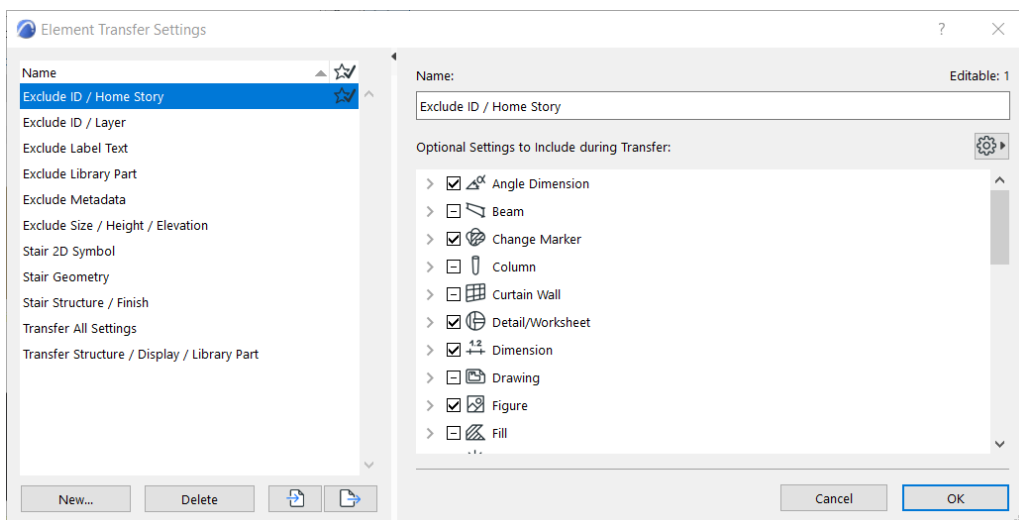 Element Transfer Settings
?
Name
Exclude ID / Home Story
Exclude ID / Layer
Exclude Label Text
Exclude Library Part
Exclude Metadata
Exclude Size / Height / Elevation
Stair 2D Symbol
Stair Geometry
Stair Structure / Finish
Transfer All Settings
Transfer Structure / Display / Library Part
New...
Delete
Name:
Editable: 1
Exclude ID / Home Story
Optional Settings to Include during Transfer:
α Angle Dimension
Beam
Change Marker
Column
Curtain Wall
Detail/Worksheet
1.2 Dimension
Drawing
Figure
Fill
Cancel
OK